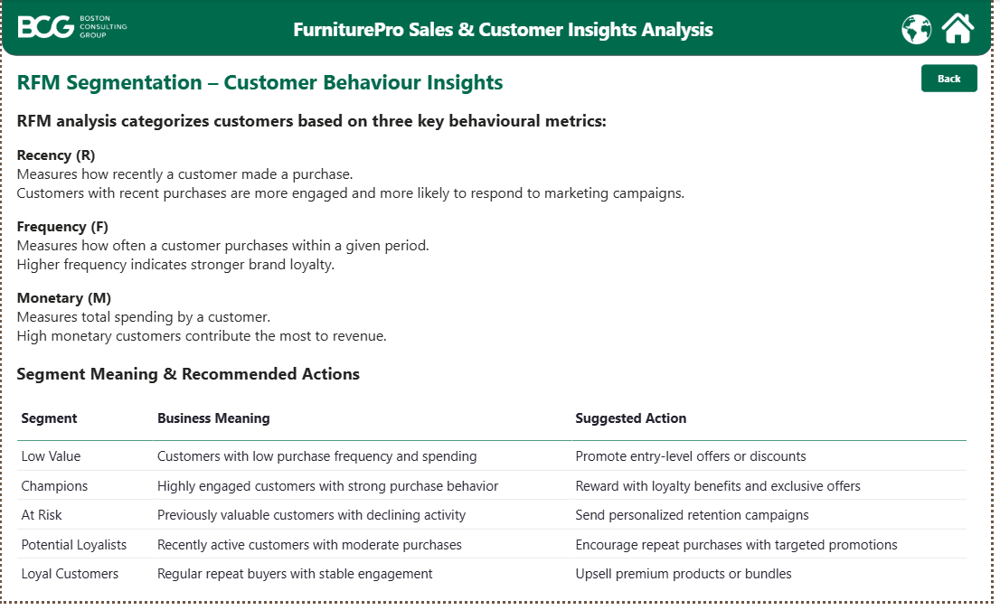 BCG
BOSTON
CONSULTING
GROUP
FurniturePro Sales & Customer Insights Analysis
RFM Segmentation – Customer Behaviour Insights
Back
RFM analysis categorizes customers based on three key behavioural metrics:
Recency (R)
Measures how recently a customer made a purchase.
Customers with recent purchases are more engaged and more likely to respond to marketing campaigns.
Frequency (F)
Measures how often a customer purchases within a given period.
Higher frequency indicates stronger brand loyalty.
Monetary (M)
Measures total spending by a customer.
High monetary customers contribute the most to revenue.
Segment Meaning & Recommended Actions
Segment Business Meaning Suggested Action
Low Value Customers with low purchase frequency and spending Promote entry-level offers or discounts
Champions Highly engaged customers with strong purchase behavior Reward with loyalty benefits and exclusive offers
At Risk Previously valuable customers with declining activity Send personalized retention campaigns
Potential Loyalists Recently active customers with moderate purchases Encourage repeat purchases with targeted promotions
Loyal Customers Regular repeat buyers with stable engagement Upsell premium products or bundles